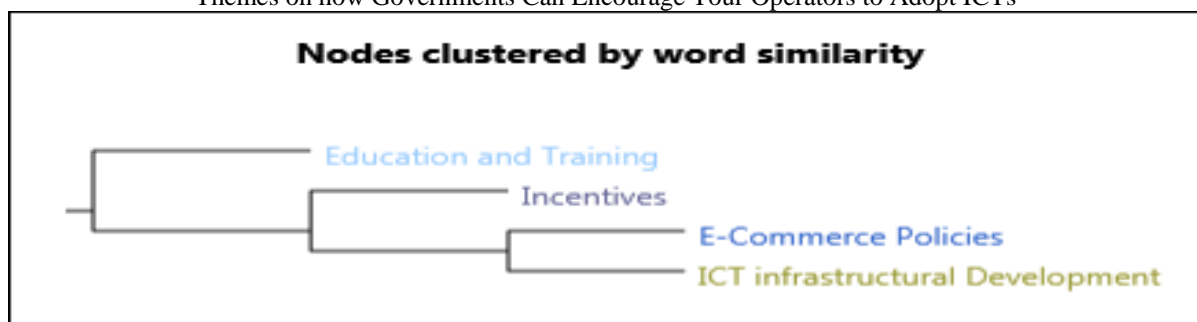 Themes on how Governments Can Encourage Your Operators to Adopt ICTs
Nodes clustered by word similarity
Education and Training
Incentives
E-Commerce Policies
ICT infrastructural Development